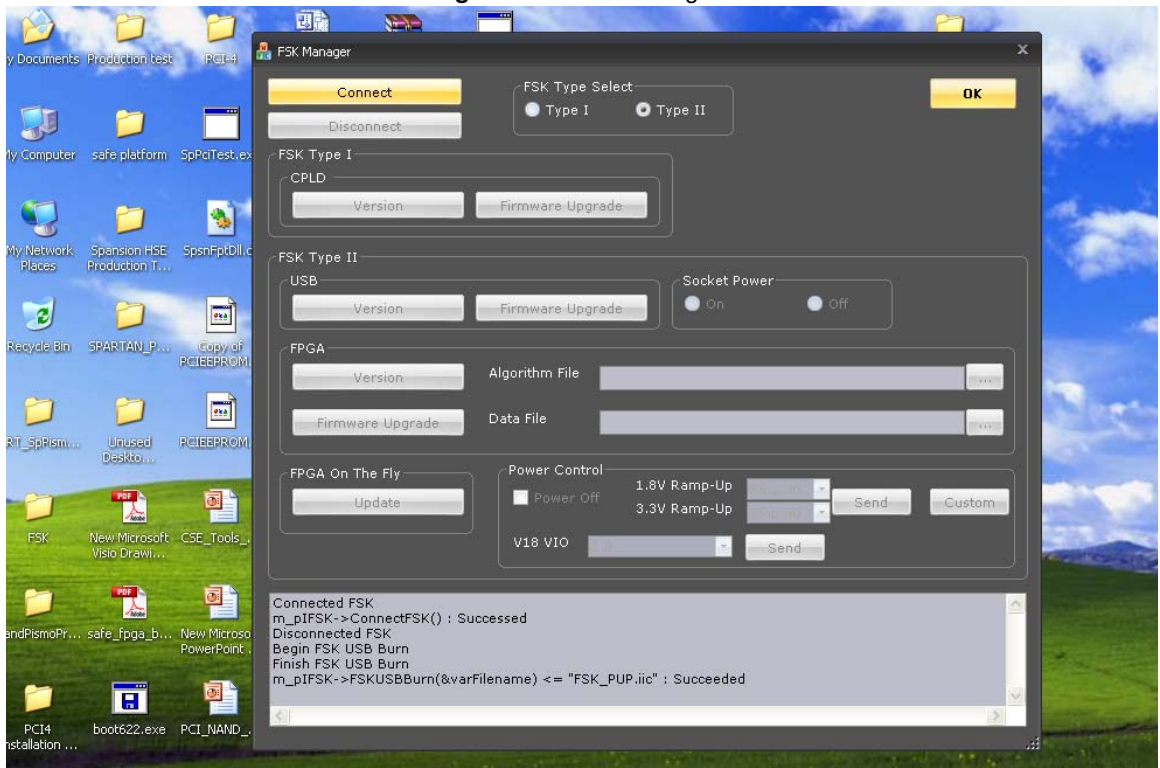 FSK Manager
x
Connect
Disconnect
FSK Type Select
Type I
Type II
OK
FSK Type I
CPLD
Version
Firmware Upgrade
FSK Type II
USB
Version
Firmware Upgrade
Socket Power
On
Off
FPGA
Version
Algorithm File
...
Firmware Upgrade
Data File
...
FPGA On The Fly
Update
Power Control
Power Off
1.8V Ramp-Up
3.3V Ramp-Up
Send
Custom
V18 VIO
Send
Connected FSK
m_pIFSK->ConnectFSK() : Successed
Disconnected FSK
Begin FSK USB Burn
Finish FSK USB Burn
m_pIFSK->FSKUSBBurn(&varFilename) <= "FSK_PUP.iic" : Succeeded
y Documents
Production test
PCI-4
My Computer
safe platform
SpPciTest.ex
My Network
Places
Spansion HSE
Production T...
SpsnFptDll.c
Recycle Bin
SPARTAN_P...
Copy of
PCIEEPROM.
RT_SpPism...
Unused
Deskto...
PCIEEPROM.
FSK
New Microsoft
Visio Drawi...
CSE_Tools_.
andPismoPr...
safe_fpga_b...
New Microso
PowerPoint .
PCI4
nstallation ...
boot622.exe
PCI_NAND_.